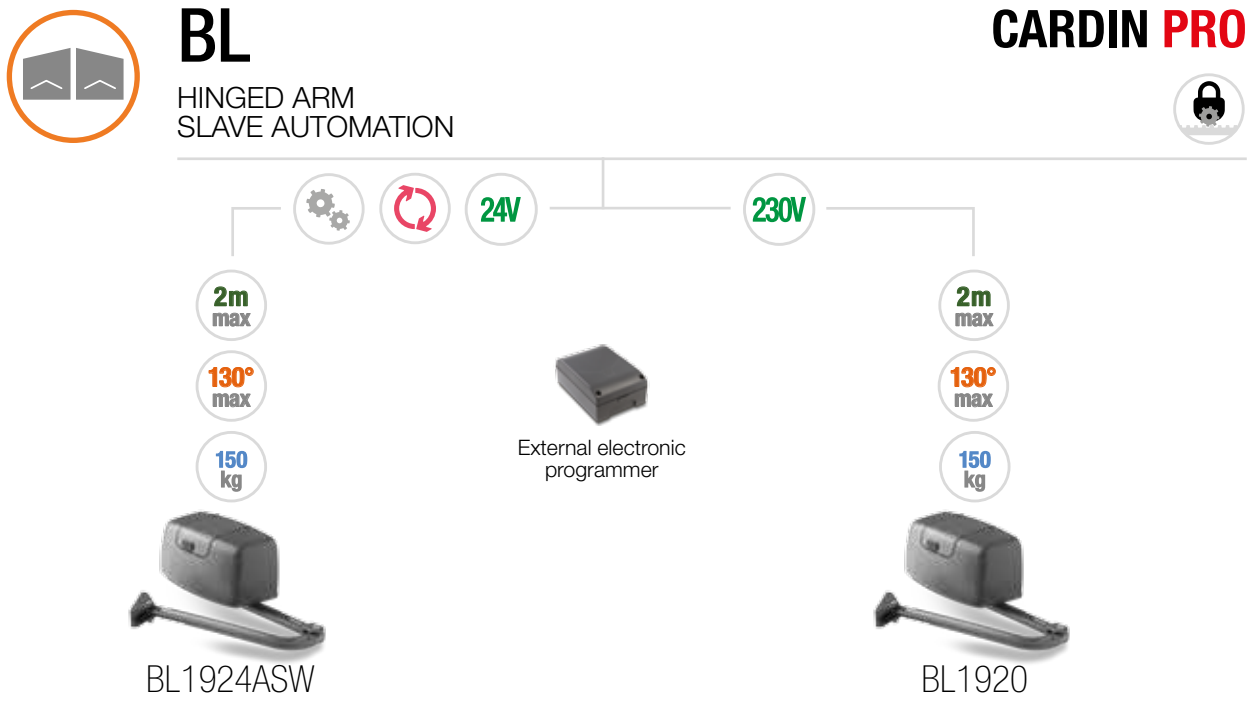 BL
CARDIN PRO
HINGED ARM
SLAVE AUTOMATION
24V
230V
2m
max
130°
max
150
kg
2m
max
130°
max
150
kg
External electronic
programmer
BL1924ASW
BL1920